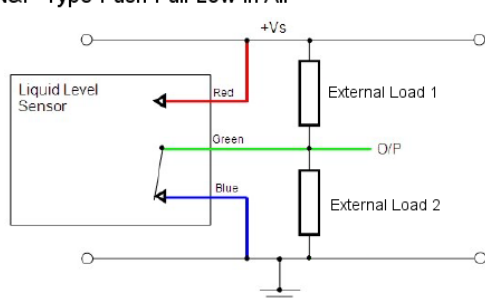 Type Push Pull Low in Air
+Vs
Liquid Level
Sensor
Red
External Load 1
Green
O/P
Blue
External Load 2